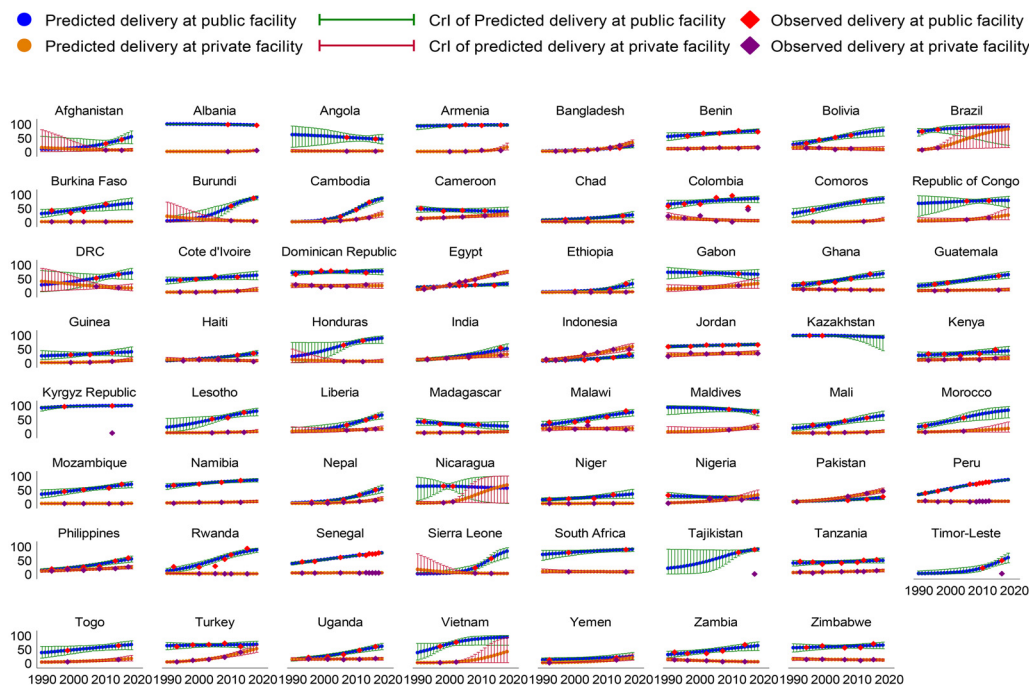 Predicted delivery at public facility CrI of Predicted delivery at public facility Observed delivery at public facility
Predicted delivery at private facility CrI of predicted delivery at private facility Observed delivery at private facility
Afghanistan Albania Angola Armenia Bangladesh Benin Bolivia Brazil
100
50
0
Burkina Faso Burundi Cambodia Cameroon Chad Colombia Comoros Republic of Congo
100
50
0
DRC Cote d'Ivoire Dominican Republic Egypt Ethiopia Gabon Ghana Guatemala
100
50
0
Guinea Haiti Honduras India Indonesia Jordan Kazakhstan Kenya
100
50
0
Kyrgyz Republic Lesotho Liberia Madagascar Malawi Maldives Mali Morocco
100
50
0
Mozambique Namibia Nepal Nicaragua Niger Nigeria Pakistan Peru
100
50
0
Philippines Rwanda Senegal Sierra Leone South Africa Tajikistan Tanzania Timor-Leste
100
50
0
1990 2000 2010 2020
Togo Turkey Uganda Vietnam Yemen Zambia Zimbabwe
100
50
0
1990 2000 2010 2020 1990 2000 2010 2020 1990 2000 2010 2020 1990 2000 2010 2020 1990 2000 2010 2020 1990 2000 2010 2020 1990 2000 2010 2020